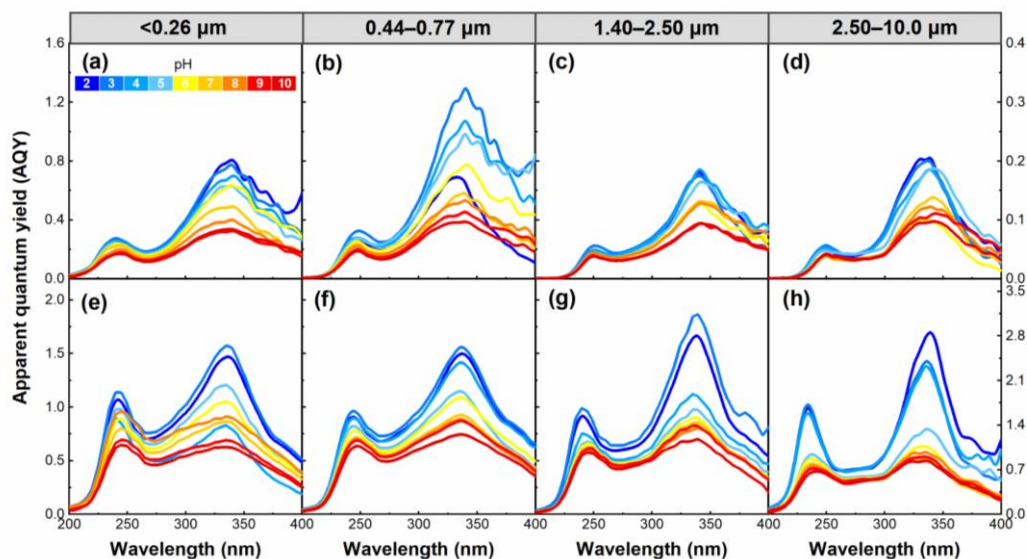 <0.26 µm 0.44–0.77 µm 1.40–2.50 µm 2.50–10.0 µm
1.6 (a) (b) (c) (d) 0.4
pH
2 3 4 5 6 7 8 9 10
1.2 0.3
0.8 0.2
0.4 0.1
0.0 0.0
Apparent quantum yield (AQY)
2.0 (e) (f) (g) (h) 3.5
1.5 2.8
2.1
1.0 1.4
0.5 0.7
0.0 0.0
200 250 300 350 400 200 250 300 350 400 200 250 300 350 400 200 250 300 350 400
Wavelength (nm) Wavelength (nm) Wavelength (nm) Wavelength (nm)